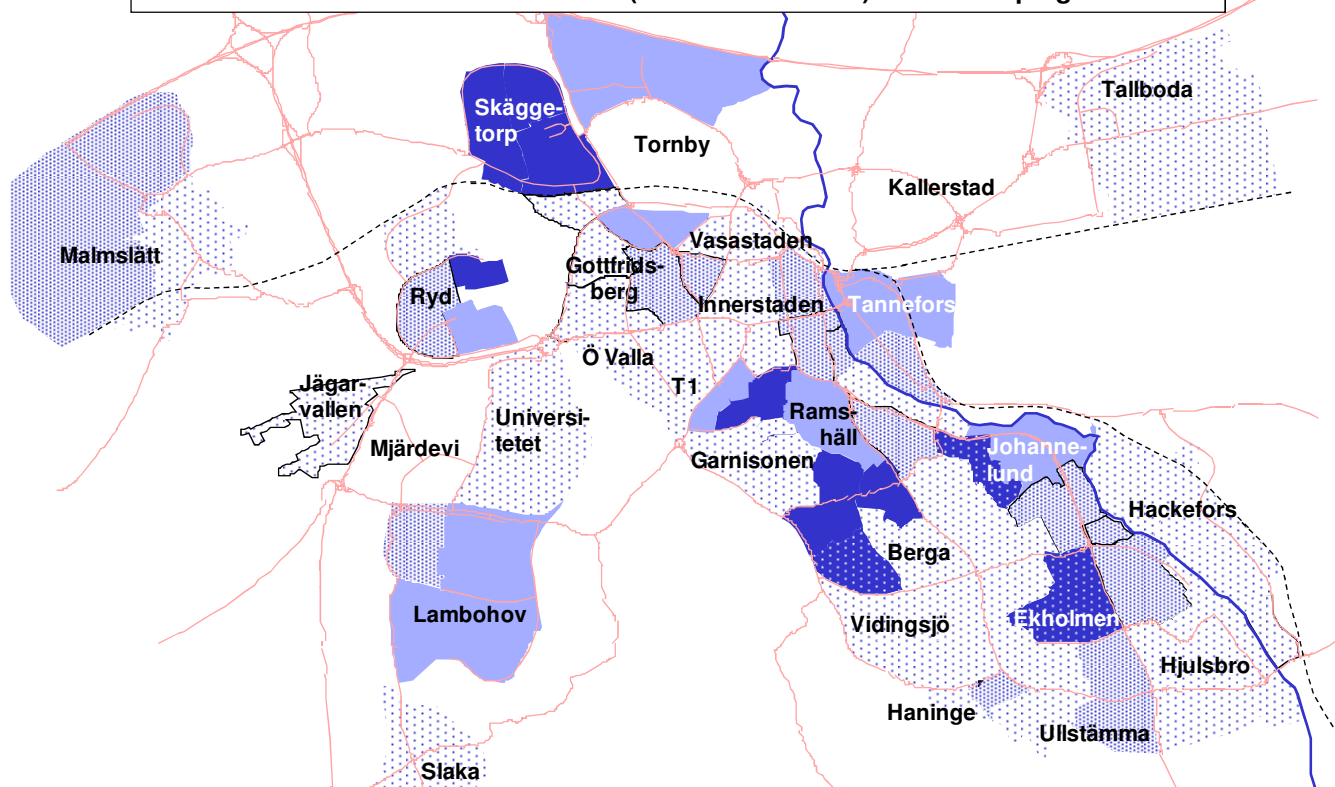 Tallboda
Skägge-
torp
Tornby
Kallerstad
Malmslätt
Vasastaden
Gottfrids-
berg
Ryd
Innerstaden
Tannefors
Ö Valla
Jägar-
vallen
T1
Universi-
tetet
Rams-
häll
Mjärdevi
Garnisonen
Johanne-
lund
Hackefors
Berga
Lambohov
Vidingsjö
Ekholmen
Hjulsbro
Haninge
Ullstämma
Slaka